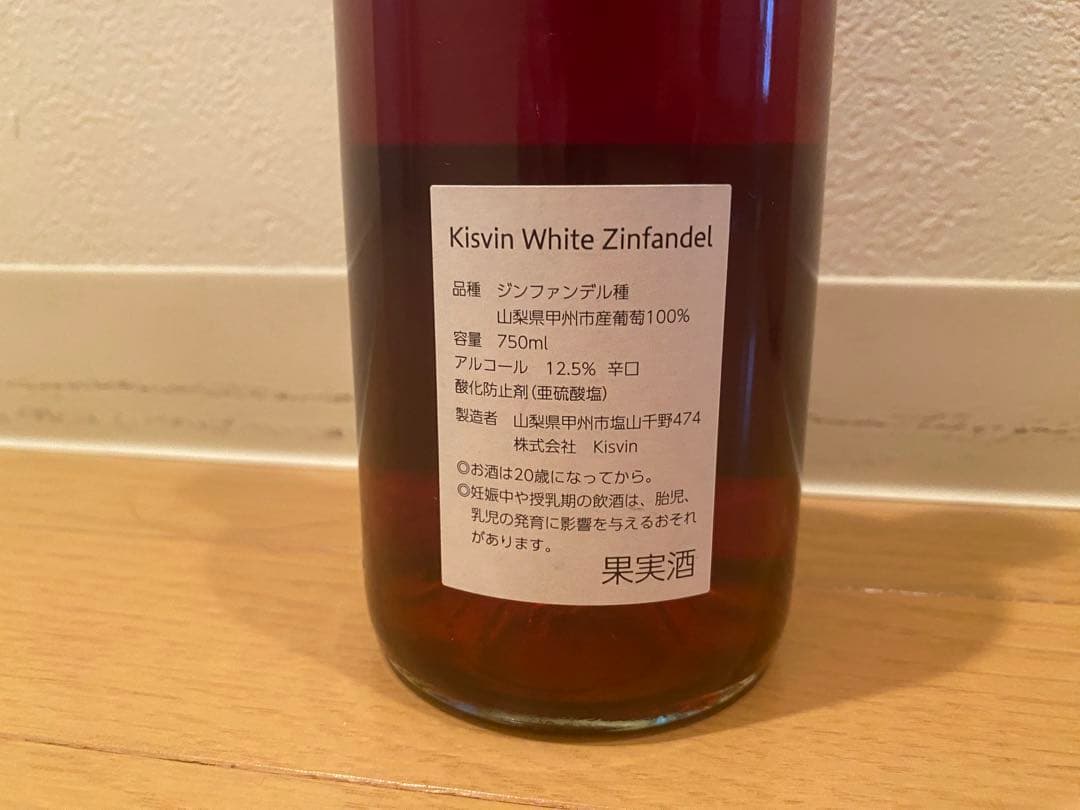 Kisvin White Zinfandel
品種 ジンファンデル種
山梨県甲州市産葡萄100%
容量 750ml
アルコール 12.5% 辛口
酸化防止剤(亜硫酸塩)
製造者 山梨県甲州市塩山千野474
株式会社 Kisvin
◎お酒は20歳になってから。
◎妊娠中や授乳期の飲酒は、胎児、
乳児の発育に影響を与えるおそれ
があります。
果実酒